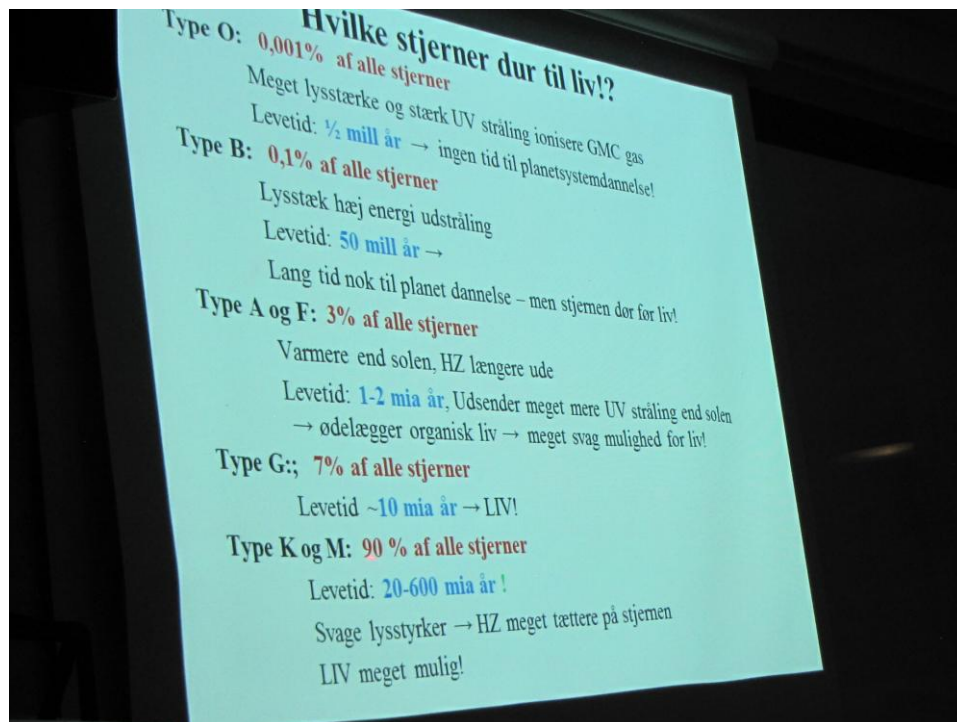 Hvilke stjerner dur til liv!?
Type O: 0,001% af alle stjerner
Meget lysstærke og stærk UV stråling ionisere GMC gas
Levetid: ½ mill år → ingen tid til planetsystemdannelse!
Type B: 0,1% af alle stjerner
Lysstæk høj energi udstråling
Levetid: 50 mill år →
Lang tid nok til planet dannelse – men stjernen dør før liv!
Type A og F: 3% af alle stjerner
Varmere end solen, HZ længere ude
Levetid: 1-2 mia år, Udsender meget mere UV stråling end solen
→ ødelægger organisk liv → meget svag mulighed for liv!
Type G:; 7% af alle stjerner
Levetid ~10 mia år → LIV!
Type K og M: 90 % af alle stjerner
Levetid: 20-600 mia år !
Svage lysstyrker → HZ meget tættere på stjernen
LIV meget mulig!